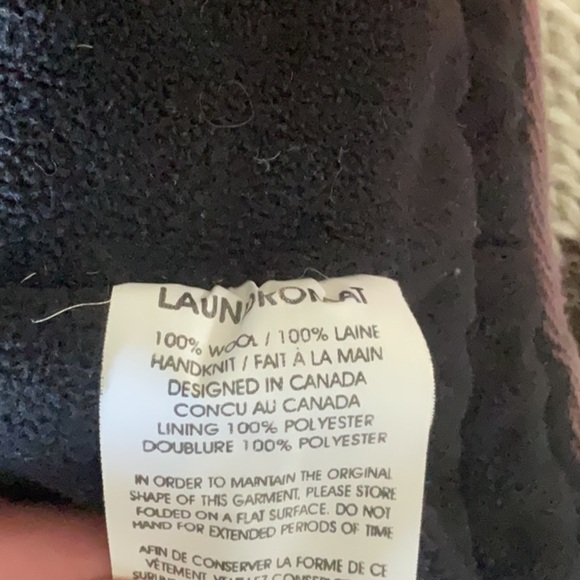 LAUNDROMAT
100% WOOL / 100% LAINE
HANDKNIT / FAIT À LA MAIN
DESIGNED IN CANADA
CONCU AU CANADA
LINING 100% POLYESTER
DOUBLURE 100% POLYESTER
IN ORDER TO MAINTAIN THE ORIGINAL
SHAPE OF THIS GARMENT, PLEASE STORE
FOLDED ON A FLAT SURFACE. DO NOT
HAND FOR EXTENDED PERIODS OF TIME
AFIN DE CONSERVER LA FORME DE CE
VÊTEMENT,